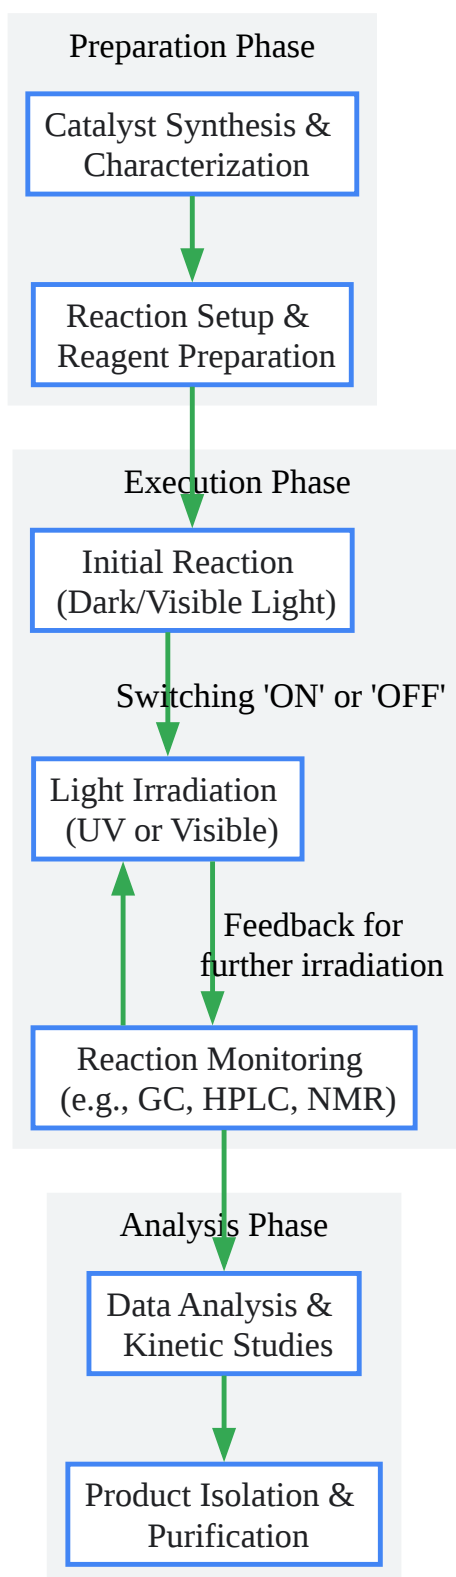 Preparation Phase
Catalyst Synthesis &
Characterization
Reaction Setup &
Reagent Preparation
Execution Phase
Initial Reaction
(Dark/Visible Light)
Switching 'ON' or 'OFF'
Light Irradiation
(UV or Visible)
Feedback for
further irradiation
Reaction Monitoring
(e.g., GC, HPLC, NMR)
Analysis Phase
Data Analysis &
Kinetic Studies
Product Isolation &
Purification